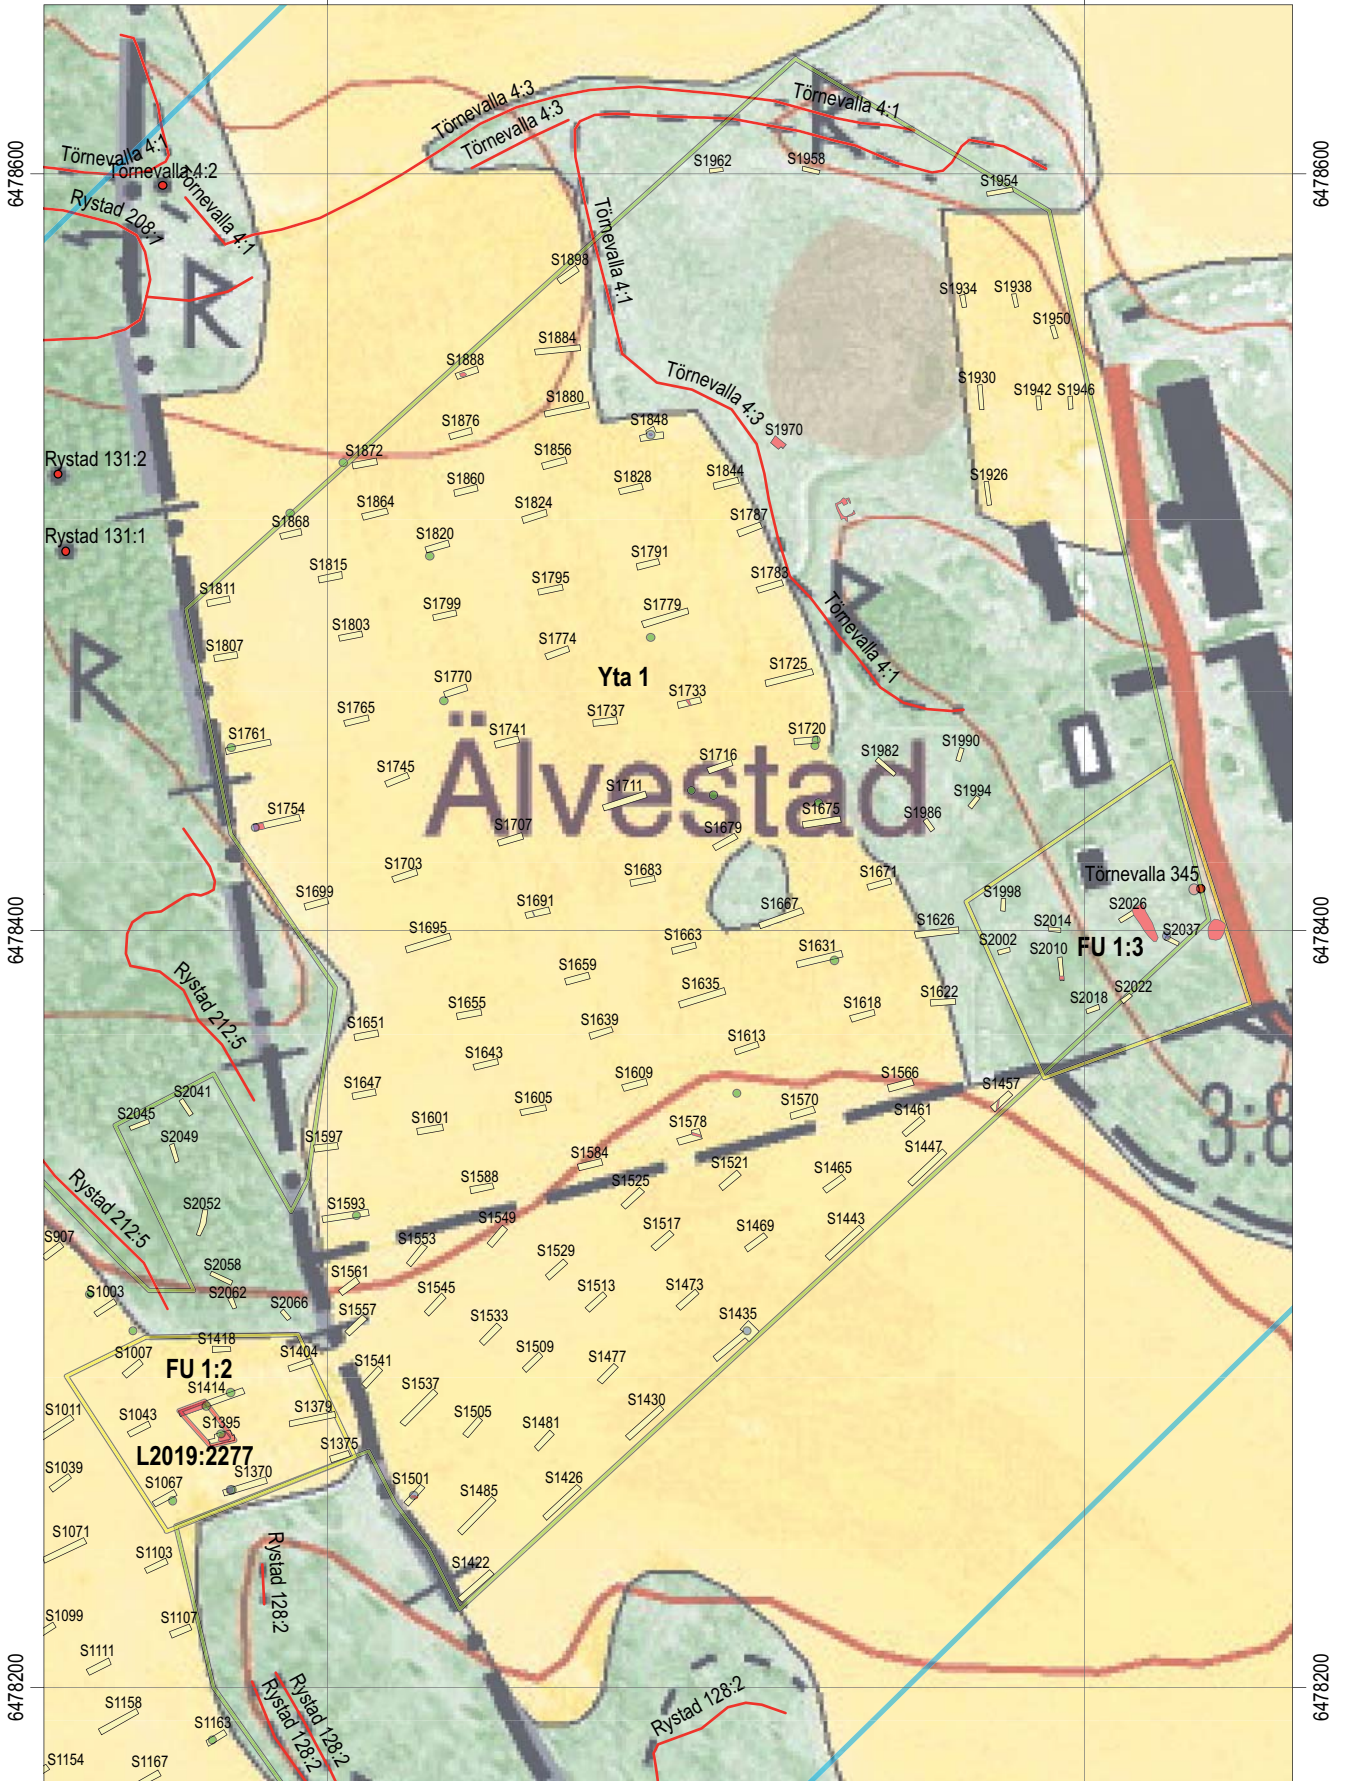 Törnevalla 4:3
Törnevalla 4:3
Törnevalla 4:1
R
Törnevalla 4:1
Törnevalla 4:2
Törnevalla 4:1
Rystad 208:1
R
6478600
6478600
S1962
S1958
S1954
Törnevalla 4:1
S1898
S1934
S1938
S1950
S1884
S1888
Törnevalla 4:3
S1880
S1930
S1942
S1946
S1876
S1848
S1970
S1872
S1856
Rystad 131:2
S1860
S1828
S1844
S1926
S1864
S1824
S1868
S1787
Rystad 131:1
S1820
S1791
S1815
S1795
S1783
S1811
S1779
S1799
R
Törnevalla 4:1
S1803
S1807
S1774
R
Yta 1
S1770
S1725
S1733
S1765
S1737
S1761
S1741
S1720
Älvestad
S1716
S1982
S1990
S1745
S1711
S1994
S1754
S1707
S1675
S1986
S1679
S1703
S1683
S1671
Törnevalla 345
S1699
S1691
S1667
S1998
S2026
S1695
S1626
S2014
S2037
6478400
6478400
S1663
S1631
S2002
S2010
FU 1:3
S1659
S1635
Rystad 212:5
S1655
S1618
S1622
S2018
S2022
S1651
S1639
S1613
S1643
S1609
S1566
S1457
S1647
S1605
S1570
S2041
S2045
S1601
S1578
S1461
3:8
S2049
S1597
S1584
S1521
S1465
S1447
S1588
S1525
Rystad 212:5
S2052
S1593
S1549
S1517
S1469
S1443
S907
S1553
S1529
S2058
S1561
S1545
S1513
S1473
S1003
S2062
S2066
S1557
S1533
S1435
S1418
S1007
FU 1:2
S1404
S1541
S1509
S1477
S1414
S1537
S1011
S1043
S1395
S1379
S1505
S1481
S1430
L2019:2277
S1375
S1039
S1067
S1370
S1501
S1485
S1426
S1071
S1103
Rystad 128:2
S1422
S1099
S1107
S1111
S1158
S1163
Rystad 128:2
Rystad 128:2
Rystad 128:2
6478200
6478200
S1154
S1167